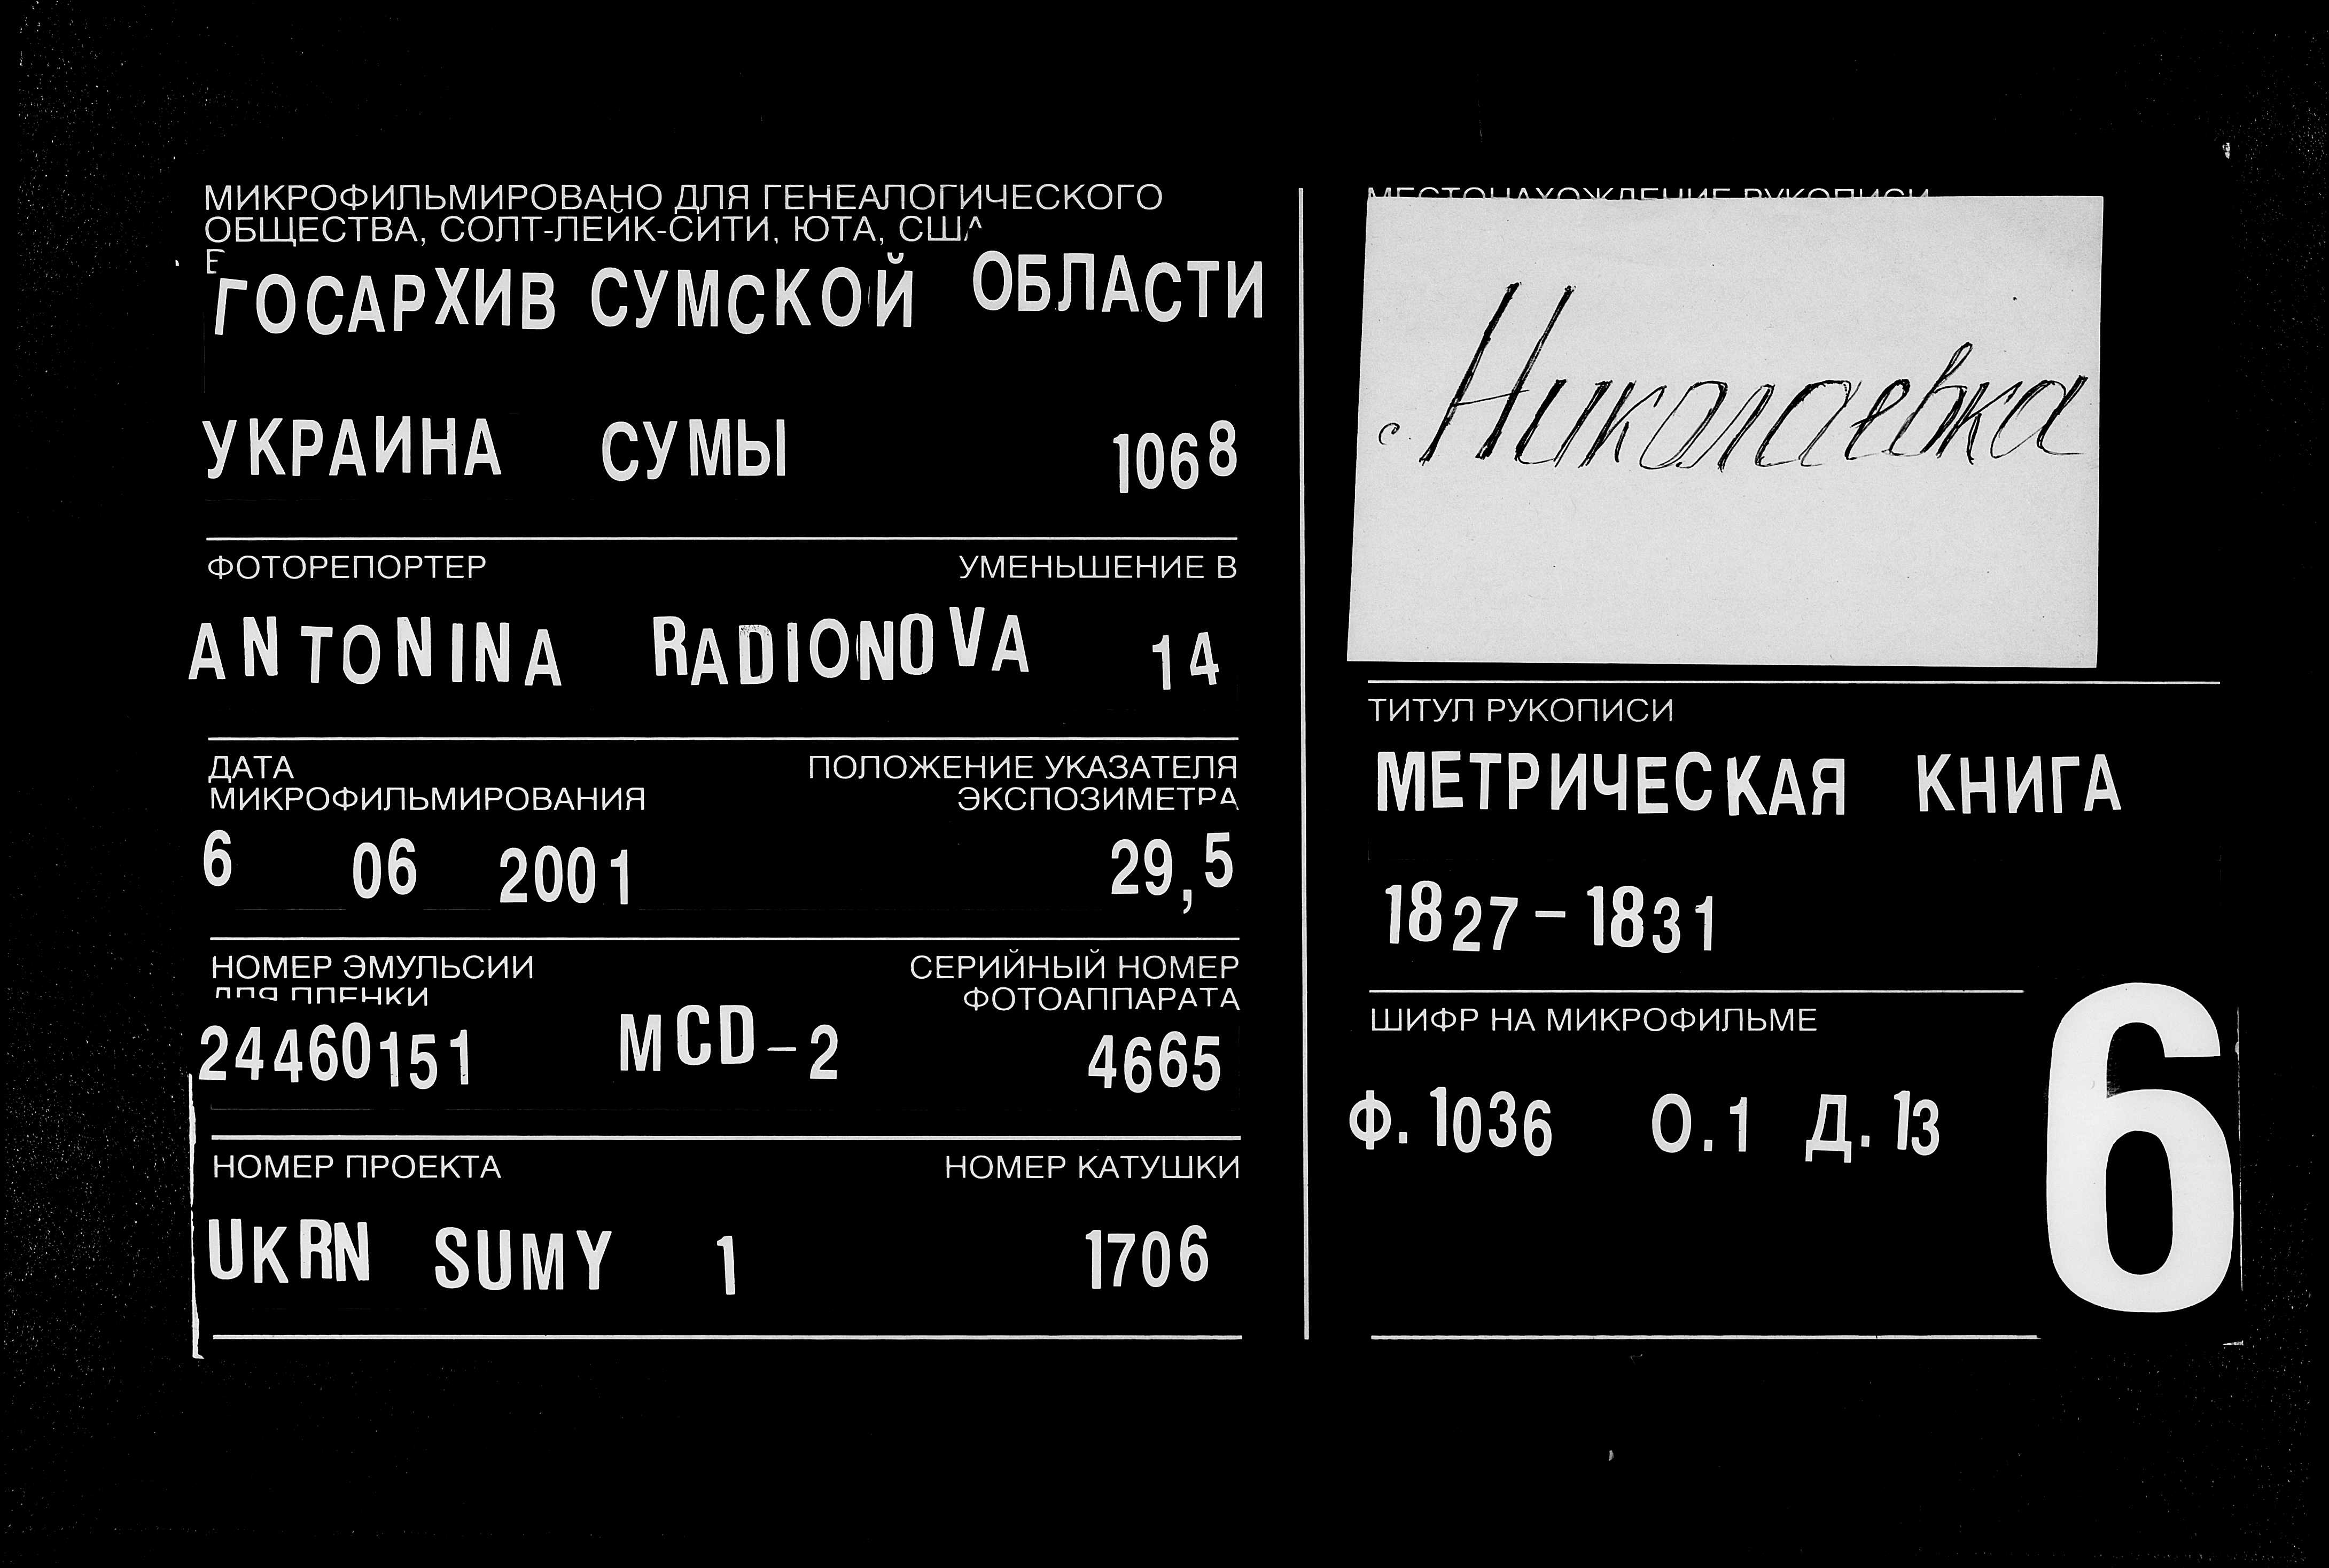 МИКРОФИЛЬМИРОВАНО ДЛЯ ГЕНЕАЛОГИЧЕСКОГО
ОБЩЕСТВА, СОЛТ-ЛЕЙК-СИТИ, ЮТА, США
ГОСАРХИВ СУМСКОЙ ОБЛАСТИ
УКРАИНА СУМЫ 1068
ФОТОРЕПОРТЕР УМЕНЬШЕНИЕ В
ANTONINA RADIONOVA 14
ДАТА ПОЛОЖЕНИЕ УКАЗАТЕЛЯ
МИКРОФИЛЬМИРОВАНИЯ ЭКСПОЗИМЕТРА
6 06 2001 29,5
НОМЕР ЭМУЛЬСИИ СЕРИЙНЫЙ НОМЕР
ДЛЯ ПЛЕНКИ ФОТОАППАРАТА
24460151 MCD-2 4665
НОМЕР ПРОЕКТА НОМЕР КАТУШКИ
UKRN SUMY 1 1706
МЕСТОНАХОЖДЕНИЕ РУКОПИСИ
с. Николаевка
ТИТУЛ РУКОПИСИ
МЕТРИЧЕСКАЯ КНИГА
1827-1831
ШИФР НА МИКРОФИЛЬМЕ
Ф. 1036 О.1 Д. 13
6